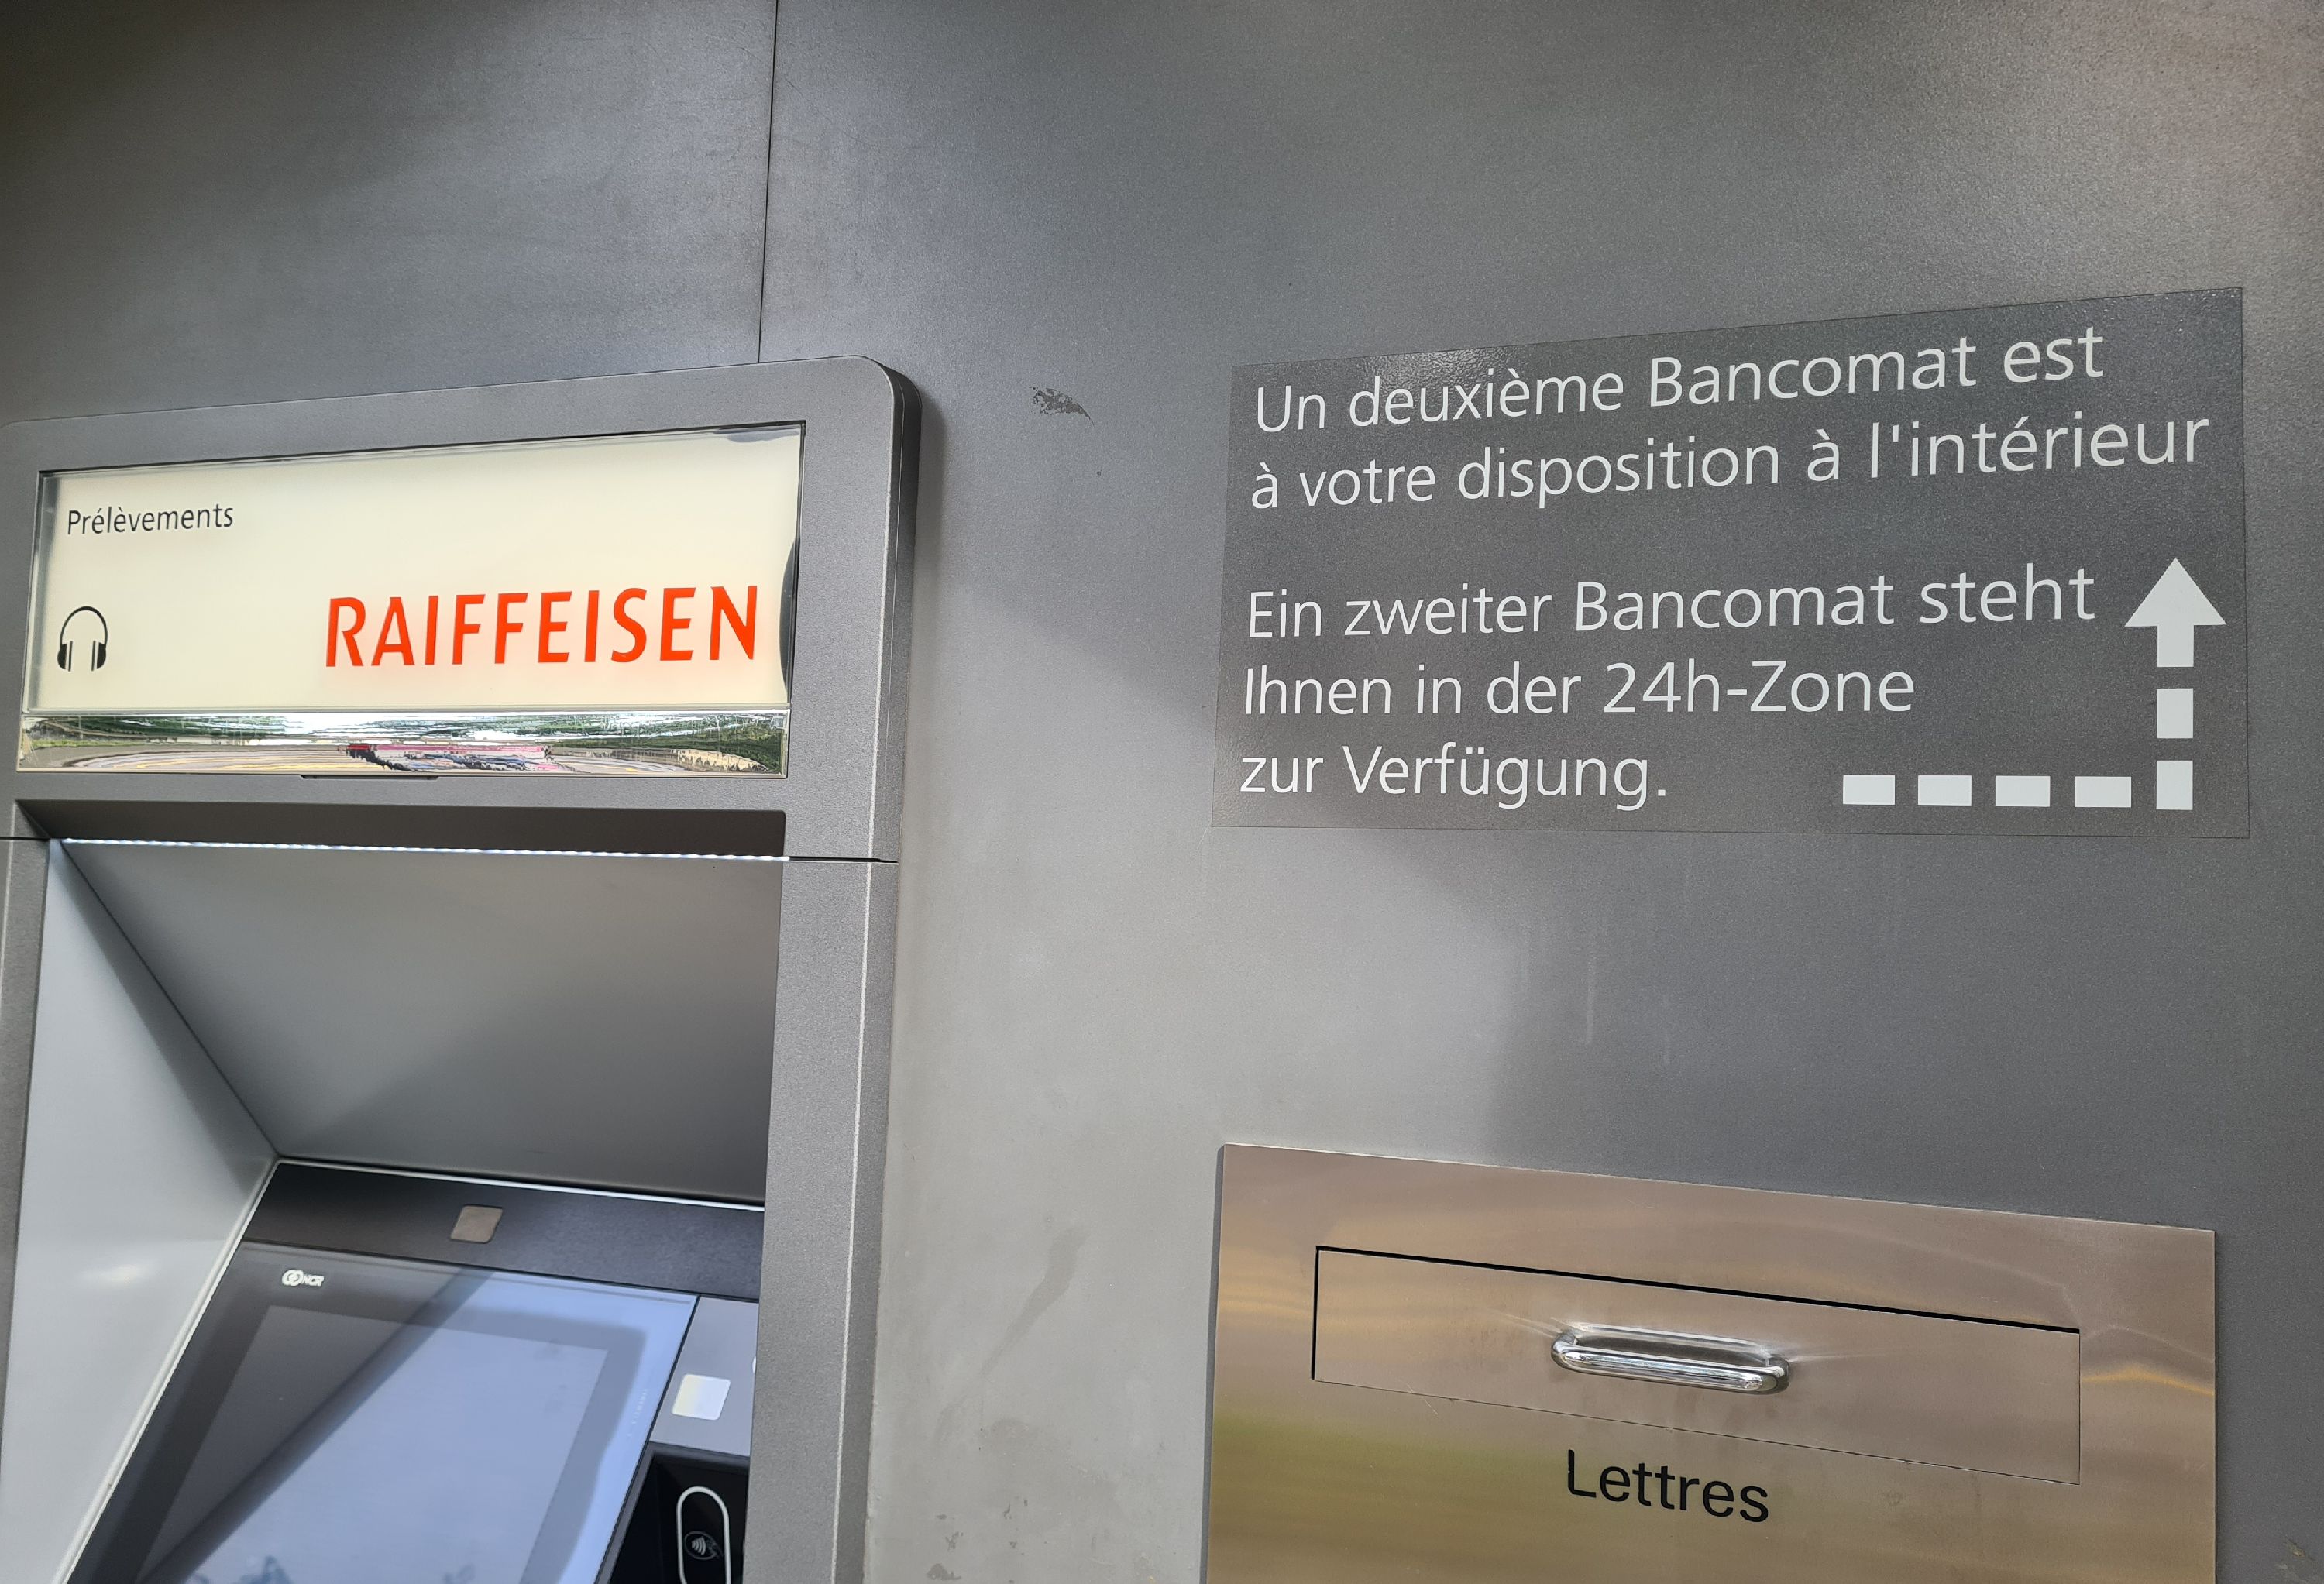 Prélèvements
RAIFFEISEN
NCR
Un deuxième Bancomat est
à votre disposition à l'intérieur
Ein zweiter Bancomat steht
Ihnen in der 24h-Zone
zur Verfügung.
Lettres